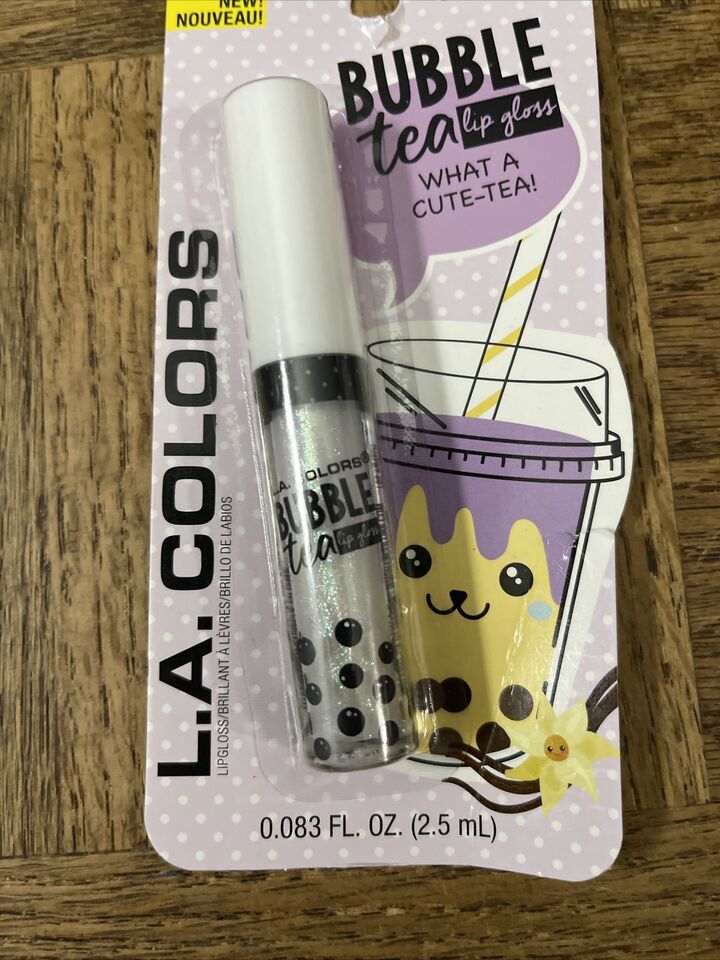 NEW!
NOUVEAU!
BUBBLE
tea lip gloss
WHAT A
CUTE-TEA!
L.A. COLORS
LIPGLOSS/BRILLANT À LÈVRES/BRILLO DE LABIOS
L.A. COLORS®
BUBBLE
tea lip gloss
0.083 FL. OZ. (2.5 mL)